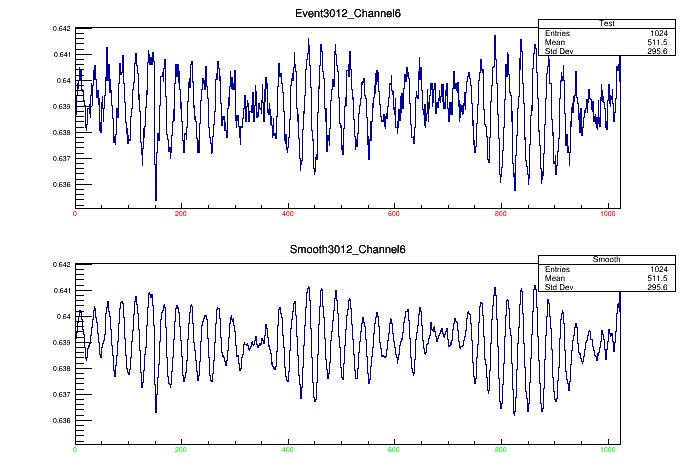 Event3012_Channel6
Test
Entries 1024
Mean 511.5
Std Dev 295.6
0.642
0.641
0.64
0.639
0.638
0.637
0.636
0 200 400 600 800 1000
Smooth3012_Channel6
Smooth
Entries 1024
Mean 511.5
Std Dev 295.6
0.642
0.641
0.64
0.639
0.638
0.637
0.636
0 200 400 600 800 1000